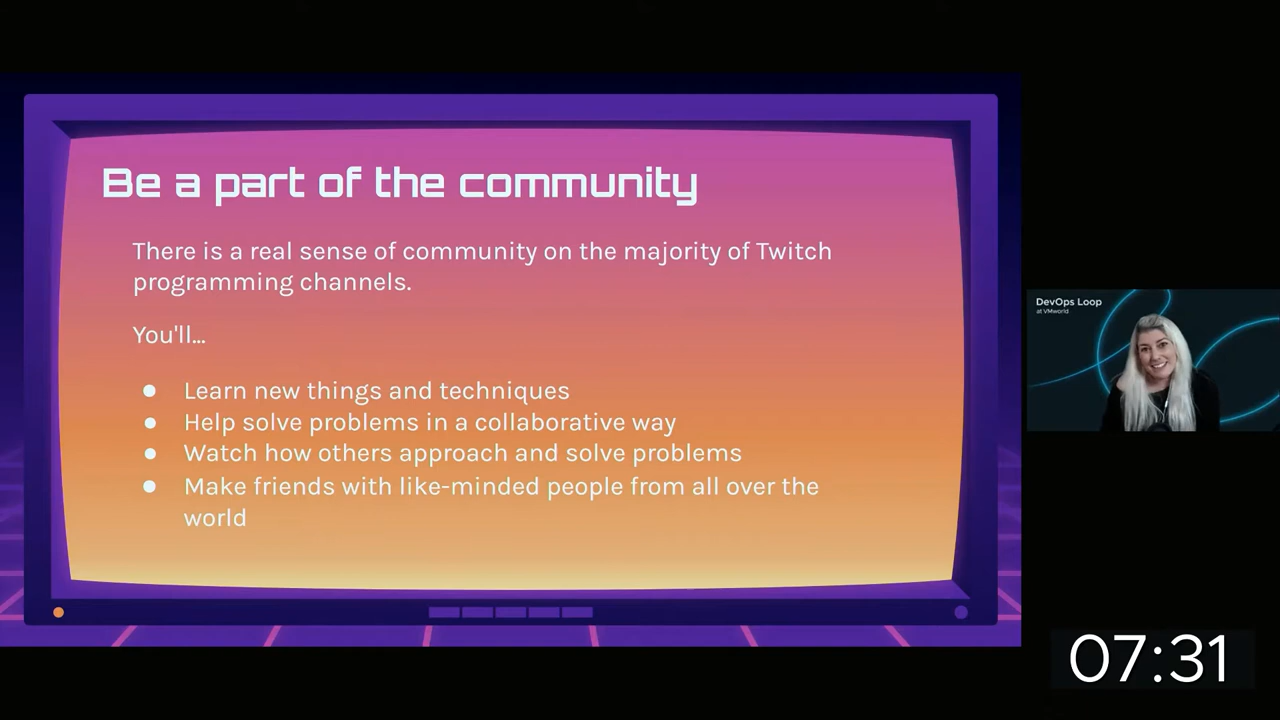 Be a part of the community
There is a real sense of community on the majority of Twitch
programming channels.
You'll...
● Learn new things and techniques
● Help solve problems in a collaborative way
● Watch how others approach and solve problems
● Make friends with like-minded people from all over the
world
DevOps Loop
at VMworld
07:31